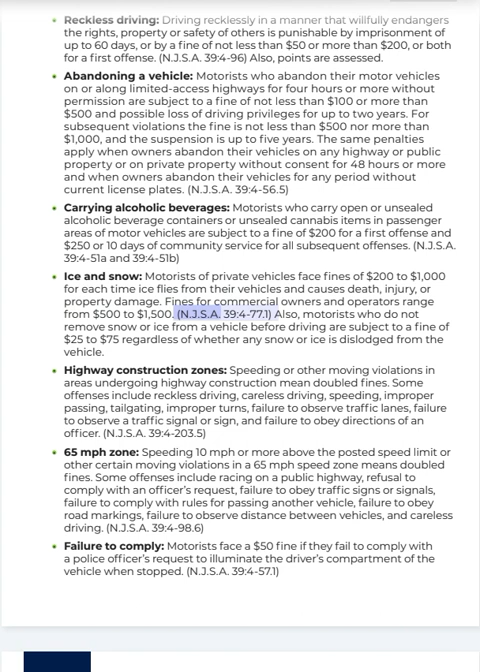 • Reckless driving: Driving recklessly in a manner that willfully endangers
the rights, property or safety of others is punishable by imprisonment of
up to 60 days, or by a fine of not less than $50 or more than $200, or both
for a first offense. (N.J.S.A. 39:4-96) Also, points are assessed.
• Abandoning a vehicle: Motorists who abandon their motor vehicles
on or along limited-access highways for four hours or more without
permission are subject to a fine of not less than $100 or more than
$500 and possible loss of driving privileges for up to two years. For
subsequent violations the fine is not less than $500 nor more than
$1,000, and the suspension is up to five years. The same penalties
apply when owners abandon their vehicles on any highway or public
property or on private property without consent for 48 hours or more
and when owners abandon their vehicles for any period without
current license plates. (N.J.S.A. 39:4-56.5)
• Carrying alcoholic beverages: Motorists who carry open or unsealed
alcoholic beverage containers or unsealed cannabis items in passenger
areas of motor vehicles are subject to a fine of $200 for a first offense and
$250 or 10 days of community service for all subsequent offenses. (N.J.S.A.
39:4-51a and 39:4-51b)
• Ice and snow: Motorists of private vehicles face fines of $200 to $1,000
for each time ice flies from their vehicles and causes death, injury, or
property damage. Fines for commercial owners and operators range
from $500 to $1,500. (N.J.S.A. 39:4-77.1) Also, motorists who do not
remove snow or ice from a vehicle before driving are subject to a fine of
$25 to $75 regardless of whether any snow or ice is dislodged from the
vehicle.
• Highway construction zones: Speeding or other moving violations in
areas undergoing highway construction mean doubled fines. Some
offenses include reckless driving, careless driving, speeding, improper
passing, tailgating, improper turns, failure to observe traffic lanes, failure
to observe a traffic signal or sign, and failure to obey directions of an
officer. (N.J.S.A. 39:4-203.5)
• 65 mph zone: Speeding 10 mph or more above the posted speed limit or
other certain moving violations in a 65 mph speed zone means doubled
fines. Some offenses include racing on a public highway, refusal to
comply with an officer's request, failure to obey traffic signs or signals,
failure to comply with rules for passing another vehicle, failure to obey
road markings, failure to observe distance between vehicles, and careless
driving. (N.J.S.A. 39:4-98.6)
• Failure to comply: Motorists face a $50 fine if they fail to comply with
a police officer's request to illuminate the driver's compartment of the
vehicle when stopped. (N.J.S.A. 39:4-57.1)